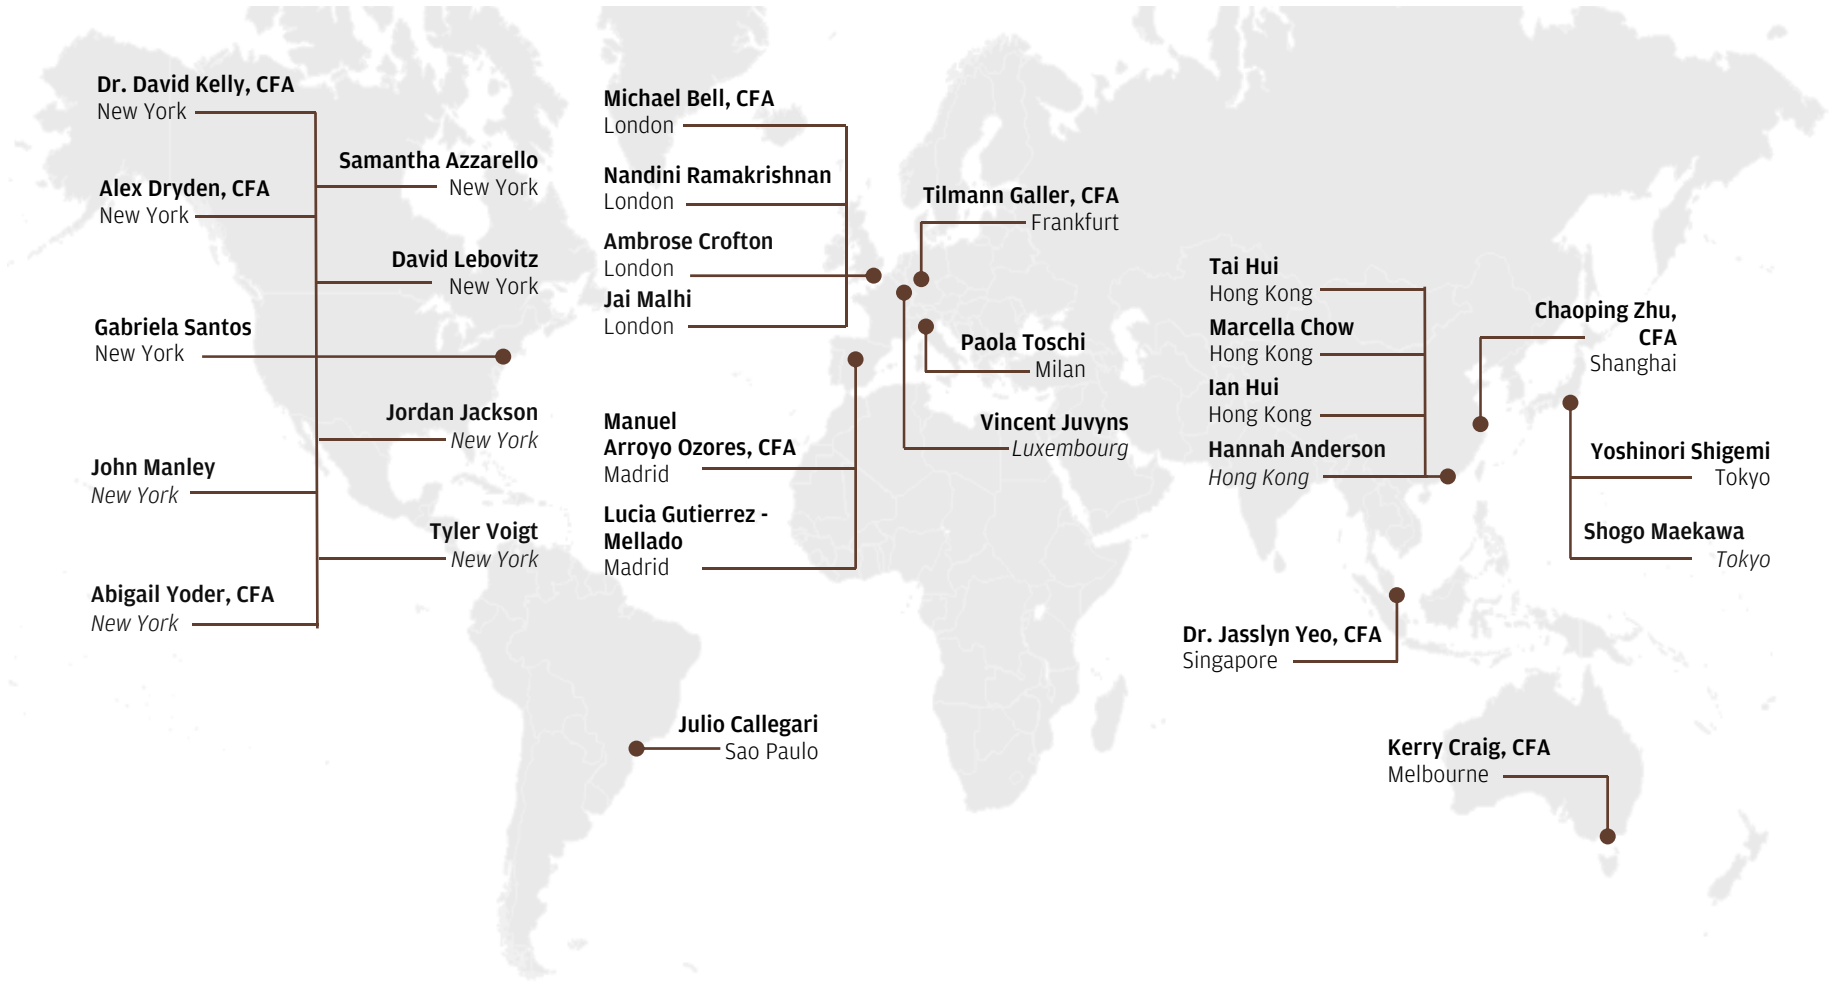 Dr. David Kelly, CFA
New York
Samantha Azzarello
New York
Alex Dryden, CFA
New York
David Lebovitz
New York
Gabriela Santos
New York
Jordan Jackson
New York
John Manley
New York
Tyler Voigt
New York
Abigail Yoder, CFA
New York
Michael Bell, CFA
London
Nandini Ramakrishnan
London
Ambrose Crofton
London
Jai Malhi
London
Manuel
Arroyo Ozores, CFA
Madrid
Lucia Gutierrez -
Mellado
Madrid
Julio Callegari
Sao Paulo
Tilmann Galler, CFA
Frankfurt
Paola Toschi
Milan
Vincent Juvyns
Luxembourg
Tai Hui
Hong Kong
Marcella Chow
Hong Kong
Ian Hui
Hong Kong
Hannah Anderson
Hong Kong
Chaoping Zhu,
CFA
Shanghai
Yoshinori Shigemi
Tokyo
Shogo Maekawa
Tokyo
Dr. Jasslyn Yeo, CFA
Singapore
Kerry Craig, CFA
Melbourne